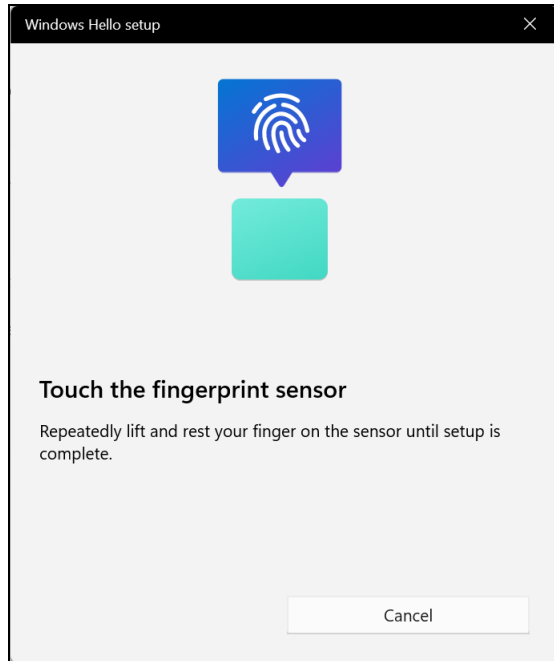 Windows Hello setup
Touch the fingerprint sensor
Repeatedly lift and rest your finger on the sensor until setup is
complete.
Cancel